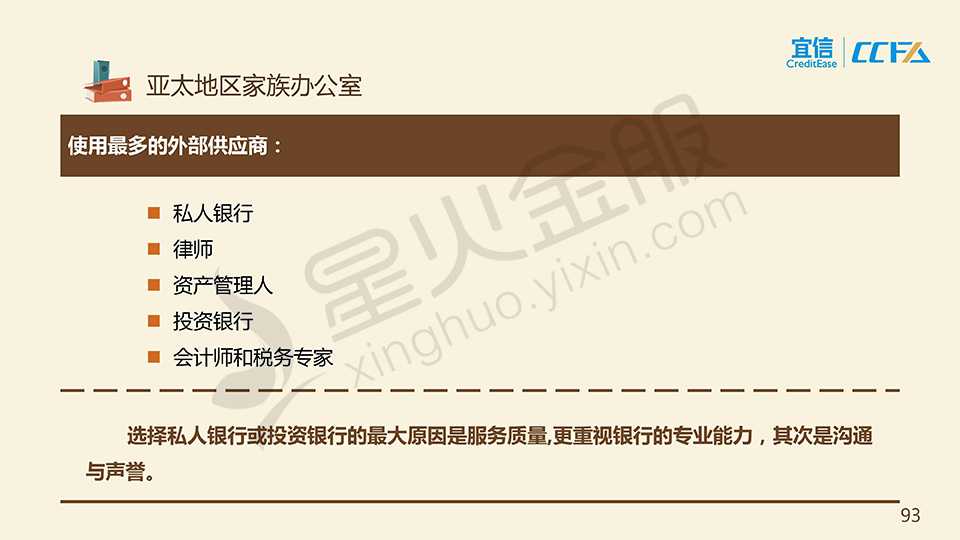 宜信
CreditEase
CCFA
亚太地区家族办公室
使用最多的外部供应商：
私人银行
律师
资产管理人
投资银行
会计师和税务专家
星火金服
xinghuo.yixin.com
选择私人银行或投资银行的最大原因是服务质量,更重视银行的专业能力，其次是沟通
与声誉。
93